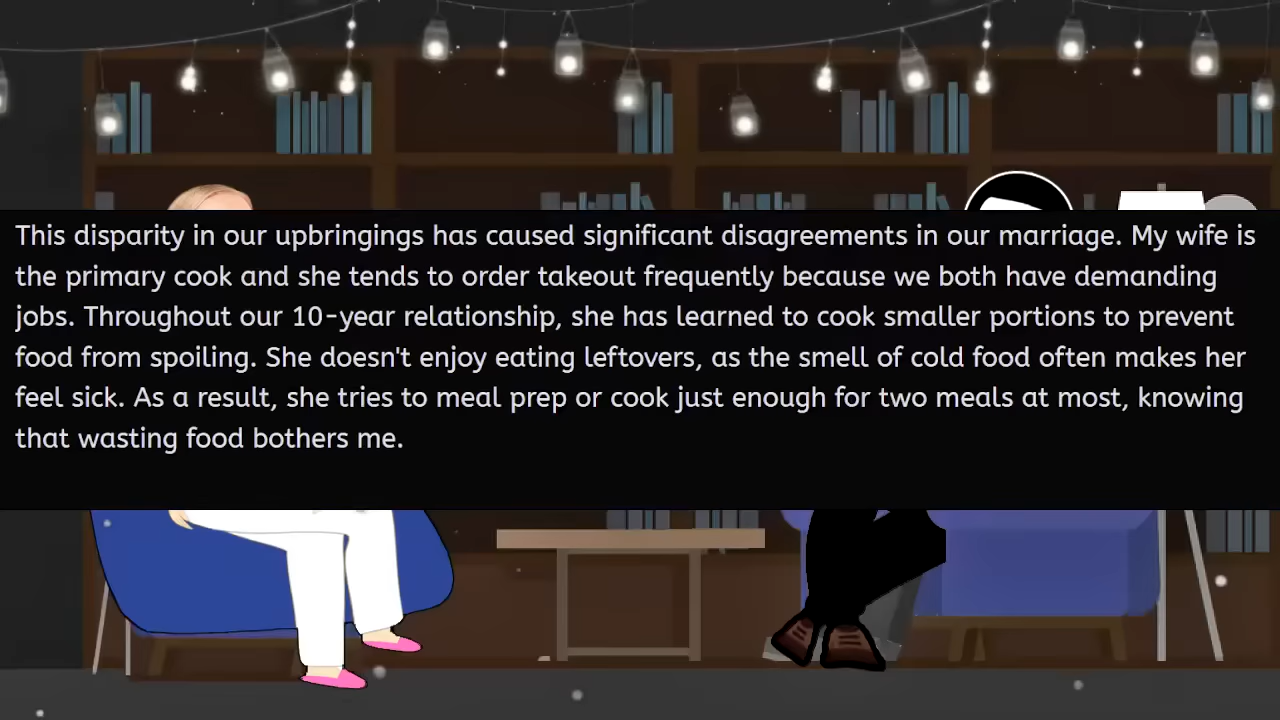 This disparity in our upbringings has caused significant disagreements in our marriage. My wife is
the primary cook and she tends to order takeout frequently because we both have demanding
jobs. Throughout our 10-year relationship, she has learned to cook smaller portions to prevent
food from spoiling. She doesn't enjoy eating leftovers, as the smell of cold food often makes her
feel sick. As a result, she tries to meal prep or cook just enough for two meals at most, knowing
that wasting food bothers me.